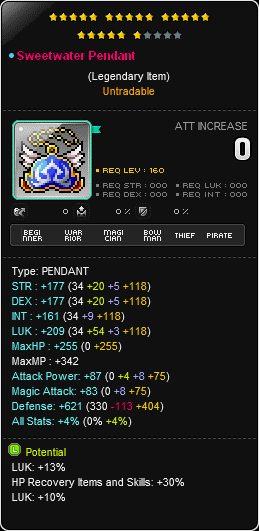 Sweetwater Pendant
(Legendary Item)
Untradable
ATT INCREASE
0
REQ LEV : 160
REQ STR : 000 REQ LUK : 000
REQ DEX : 000 REQ INT : 000
0 0 % 0 %
BEGINNER WARRIOR MAGICIAN BOWMAN THIEF PIRATE
Type: PENDANT
STR : +177 (34 +20 +5 +118)
DEX : +177 (34 +20 +5 +118)
INT : +161 (34 +9 +118)
LUK : +209 (34 +54 +3 +118)
MaxHP : +255 (0 +255)
MaxMP : +342
Attack Power: +87 (0 +4 +8 +75)
Magic Attack: +83 (0 +8 +75)
Defense: +621 (330 -113 +404)
All Stats: +4% (0% +4%)
L Potential
LUK: +13%
HP Recovery Items and Skills: +30%
LUK: +10%